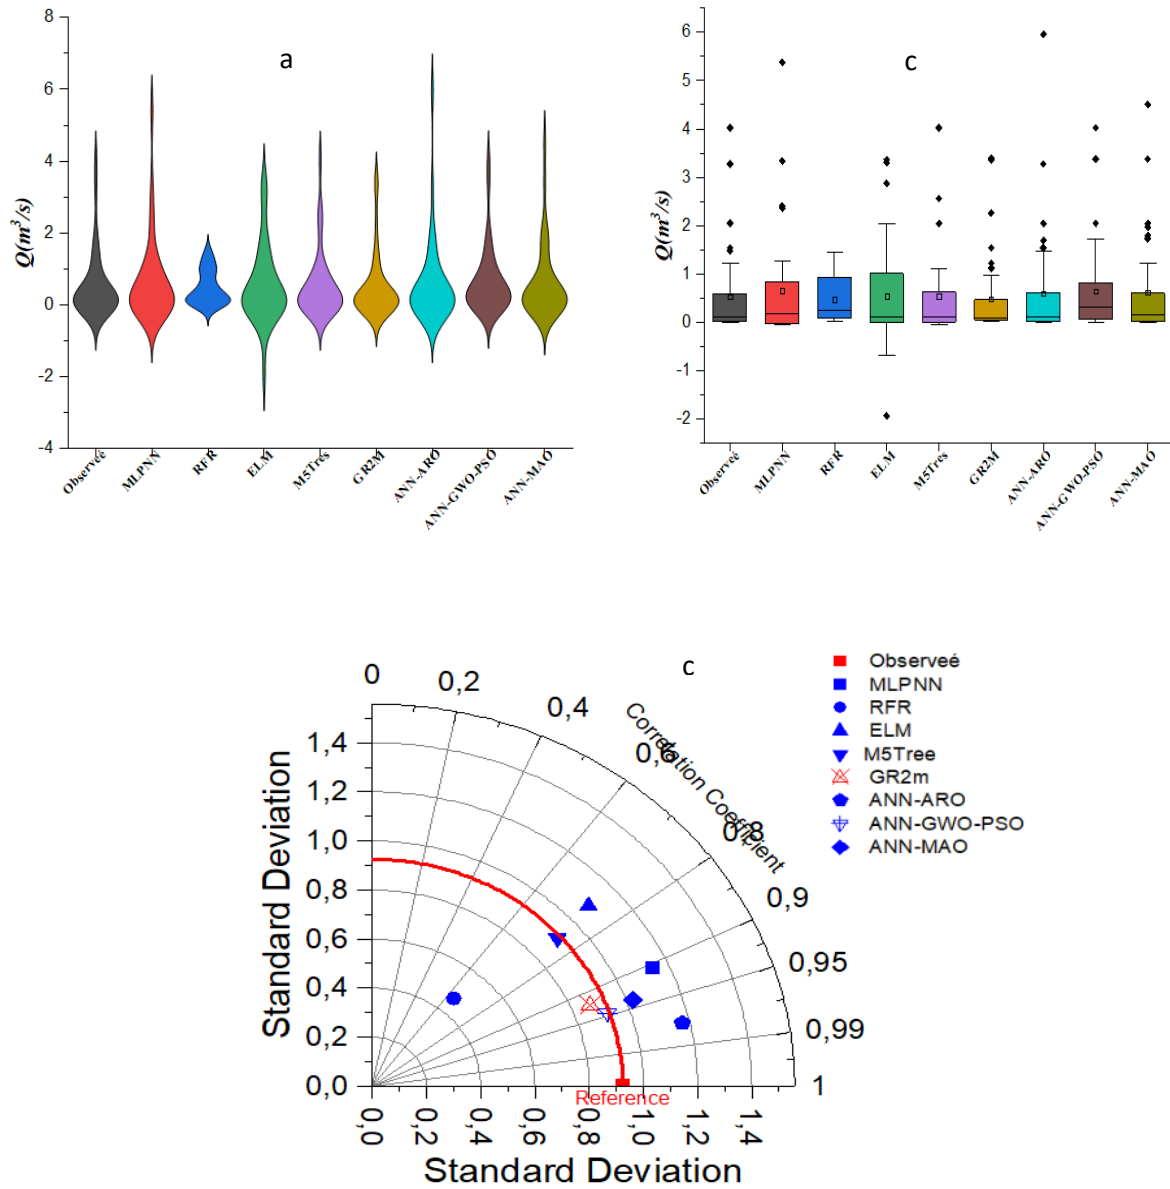 a
Q(m³/s)
8
6
4
2
0
-2
-4
Observeé
MLPNN
RFR
ELM
M5Tres
GR2M
ANN-ARO
ANN-GWO-PSO
ANN-MAO
c
Q(m³/s)
6
5
4
3
2
1
0
-1
-2
Observeé
MLPNN
RFR
ELM
M5Tres
GR2M
ANN-ARO
ANN-GWO-PSO
ANN-MAO
c
Observeé
MLPNN
RFR
ELM
M5Tree
GR2m
ANN-ARO
ANN-GWO-PSO
ANN-MAO
0
0,2
0,4
0,6
0,8
0,9
0,95
0,99
1
Correlation Coefficient
Standard Deviation
1,4
1,2
1,0
0,8
0,6
0,4
0,2
0,0
Reference
0,0
0,2
0,4
0,6
0,8
1,0
1,2
1,4
Standard Deviation